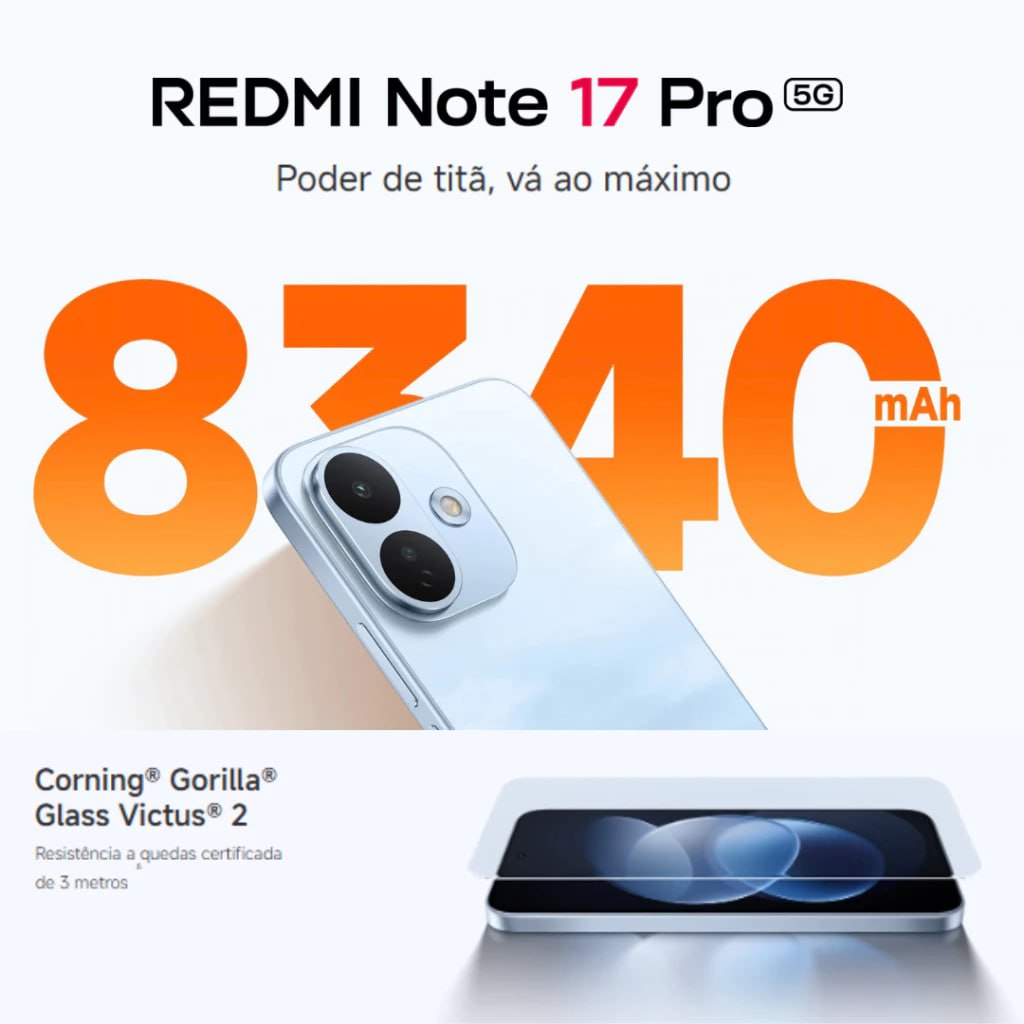 REDMI Note 17 Pro 5G
Poder de titã, vá ao máximo
8340 mAh
Corning® Gorilla®
Glass Victus® 2
Resistência a quedas certificada
de 3 metros